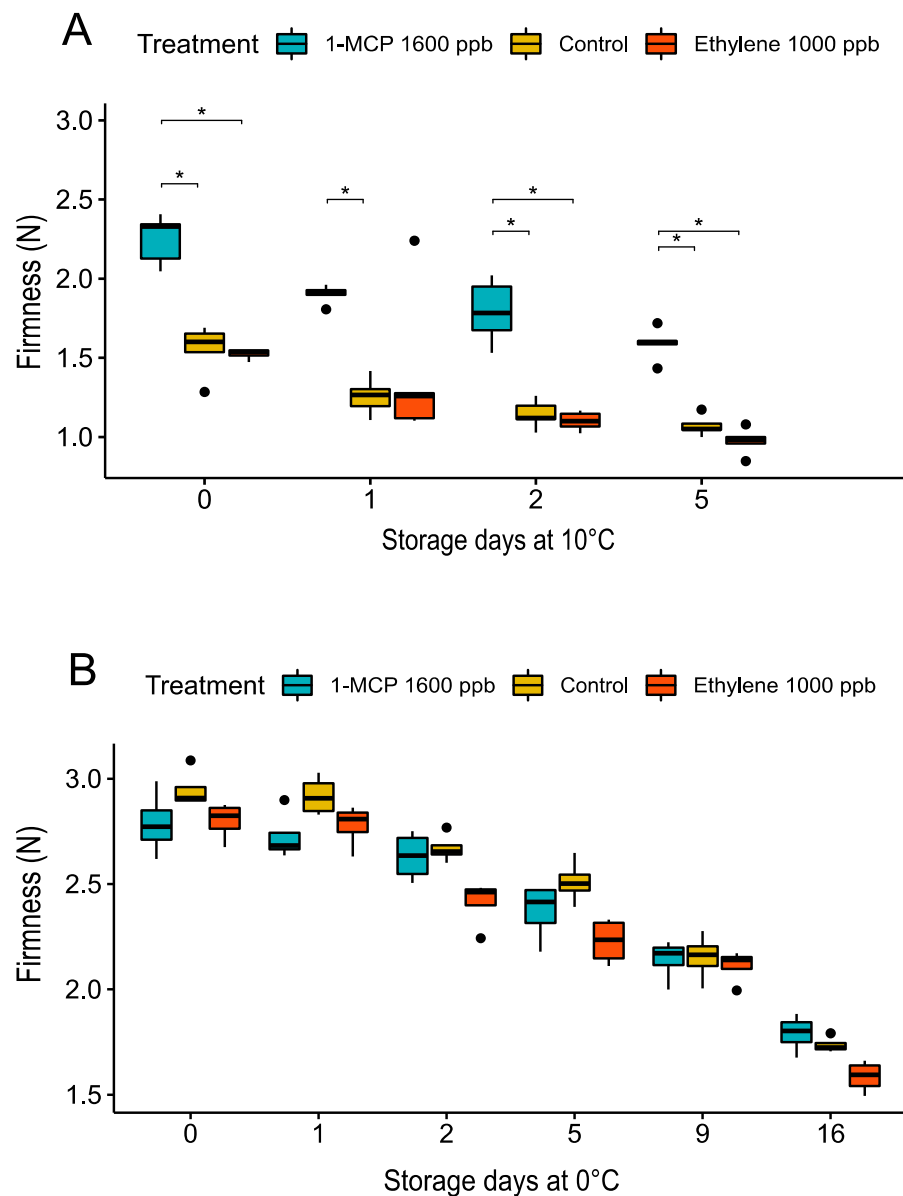 A
Treatment 1-MCP 1600 ppb Control Ethylene 1000 ppb
3.0
2.5
2.0
1.5
1.0
Firmness (N)
* * * * * * *
0 1 2 5
Storage days at 10°C
B
Treatment 1-MCP 1600 ppb Control Ethylene 1000 ppb
3.0
2.5
2.0
1.5
Firmness (N)
0 1 2 5 9 16
Storage days at 0°C